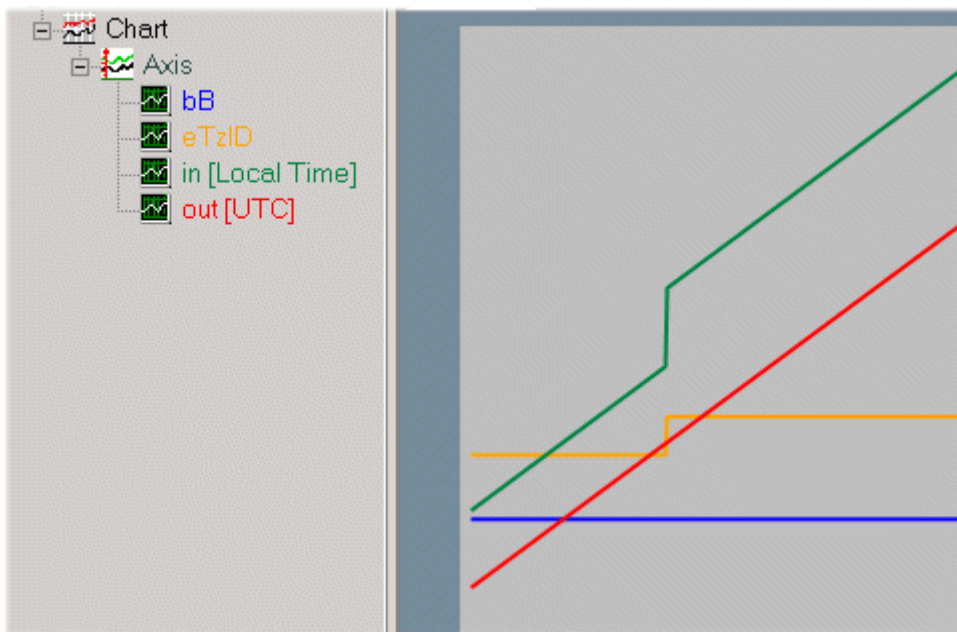 Chart
Axis
bB
eTzID
in [Local Time]
out [UTC]